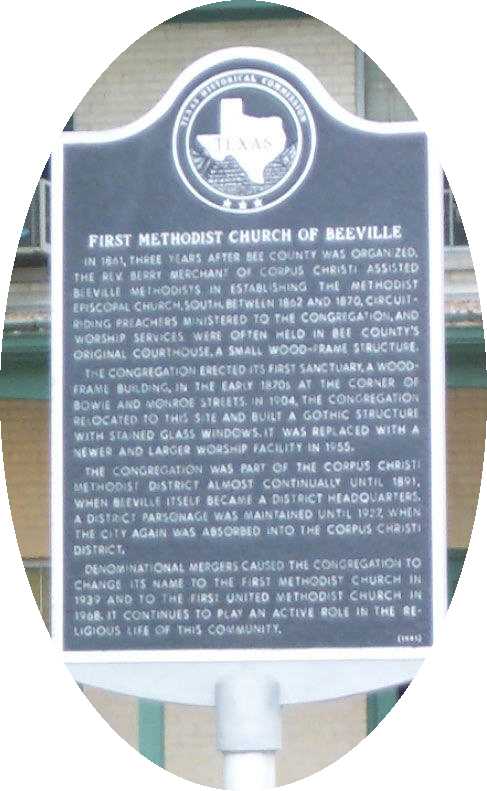 TEXAS HISTORICAL COMMISSION
TEXAS
FIRST METHODIST CHURCH OF BEEVILLE
IN 1861, THREE YEARS AFTER BEE COUNTY WAS ORGANIZED,
THE REV. BERRY MERCHANT OF CORPUS CHRISTI ASSISTED
BEEVILLE METHODISTS IN ESTABLISHING THE METHODIST
EPISCOPAL CHURCH, SOUTH. BETWEEN 1862 AND 1870, CIRCUIT-
RIDING PREACHERS MINISTERED TO THE CONGREGATION, AND
WORSHIP SERVICES WERE OFTEN HELD IN BEE COUNTY'S
ORIGINAL COURTHOUSE, A SMALL WOOD-FRAME STRUCTURE.
THE CONGREGATION ERECTED ITS FIRST SANCTUARY, A WOOD-
FRAME BUILDING, IN THE EARLY 1870s AT THE CORNER OF
BOWIE AND MONROE STREETS. IN 1904, THE CONGREGATION
RELOCATED TO THIS SITE AND BUILT A GOTHIC STRUCTURE
WITH STAINED GLASS WINDOWS. IT WAS REPLACED WITH A
NEWER AND LARGER WORSHIP FACILITY IN 1955.
THE CONGREGATION WAS PART OF THE CORPUS CHRISTI
METHODIST DISTRICT ALMOST CONTINUALLY UNTIL 1891,
WHEN BEEVILLE ITSELF BECAME A DISTRICT HEADQUARTERS.
A DISTRICT PARSONAGE WAS MAINTAINED UNTIL 1927, WHEN
THE CITY AGAIN WAS ABSORBED INTO THE CORPUS CHRISTI
DISTRICT.
DENOMINATIONAL MERGERS CAUSED THE CONGREGATION TO
CHANGE ITS NAME TO THE FIRST METHODIST CHURCH IN
1939 AND TO THE FIRST UNITED METHODIST CHURCH IN
1968. IT CONTINUES TO PLAY AN ACTIVE ROLE IN THE RE-
LIGIOUS LIFE OF THIS COMMUNITY.